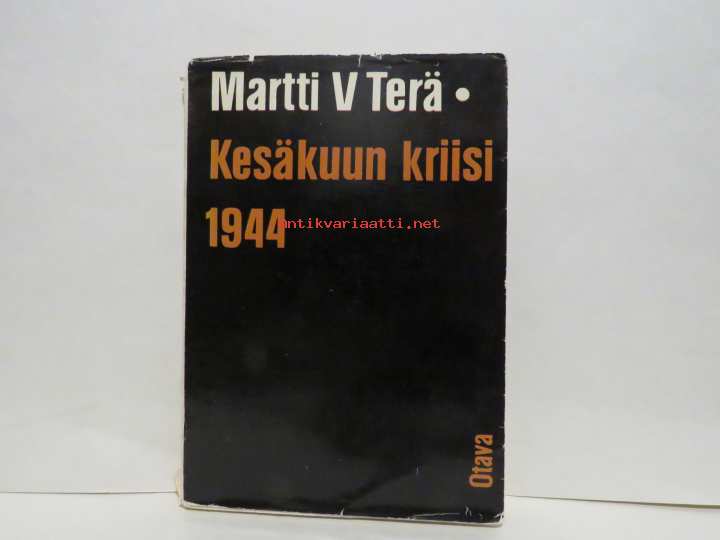 Martti V Terä •
Kesäkuun kriisi
1944
Antikvariaatti.net
Otava